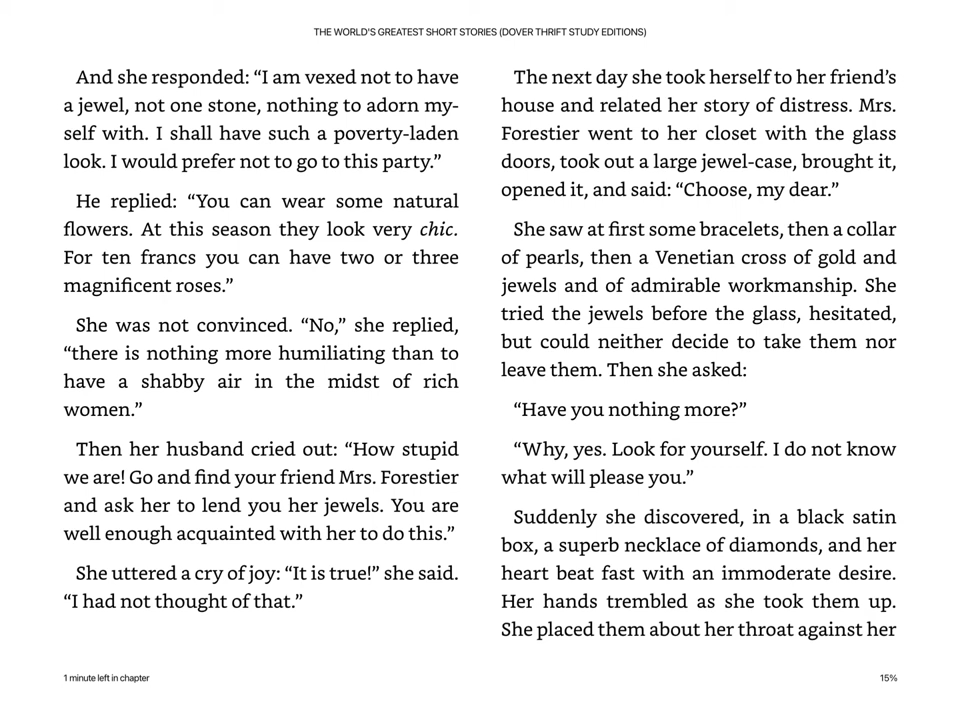 THE WORLD'S GREATEST SHORT STORIES (DOVER THRIFT STUDY EDITIONS)
And she responded: “I am vexed not to have
a jewel, not one stone, nothing to adorn my-
self with. I shall have such a poverty-laden
look. I would prefer not to go to this party.”
He replied: “You can wear some natural
flowers. At this season they look very chic.
For ten francs you can have two or three
magnificent roses.”
She was not convinced. “No,” she replied,
“there is nothing more humiliating than to
have a shabby air in the midst of rich
women.”
Then her husband cried out: “How stupid
we are! Go and find your friend Mrs. Forestier
and ask her to lend you her jewels. You are
well enough acquainted with her to do this.”
She uttered a cry of joy: “It is true!” she said.
“I had not thought of that.”
The next day she took herself to her friend’s
house and related her story of distress. Mrs.
Forestier went to her closet with the glass
doors, took out a large jewel-case, brought it,
opened it, and said: “Choose, my dear.”
She saw at first some bracelets, then a collar
of pearls, then a Venetian cross of gold and
jewels and of admirable workmanship. She
tried the jewels before the glass, hesitated,
but could neither decide to take them nor
leave them. Then she asked:
“Have you nothing more?”
“Why, yes. Look for yourself. I do not know
what will please you.”
Suddenly she discovered, in a black satin
box, a superb necklace of diamonds, and her
heart beat fast with an immoderate desire.
Her hands trembled as she took them up.
She placed them about her throat against her
1 minute left in chapter
15%